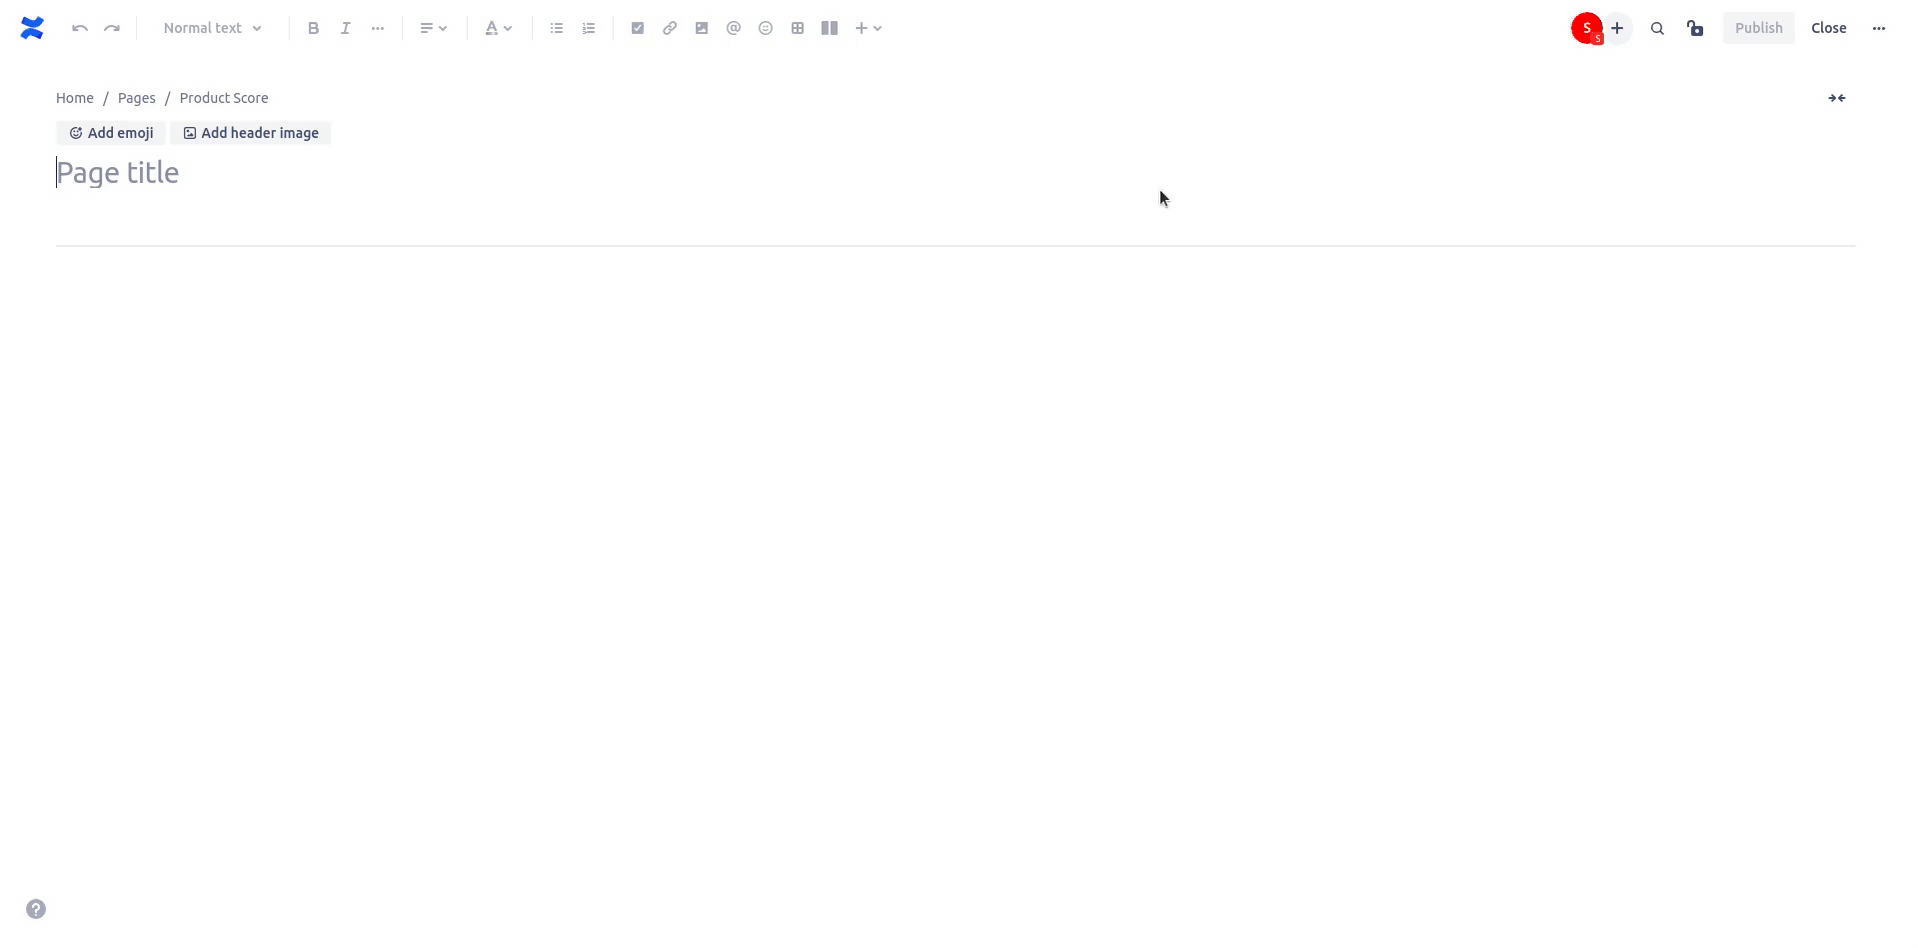 Normal text
B
I
A
@
S
S
Publish
Close
Home / Pages / Product Score
Add emoji
Add header image
Page title
?